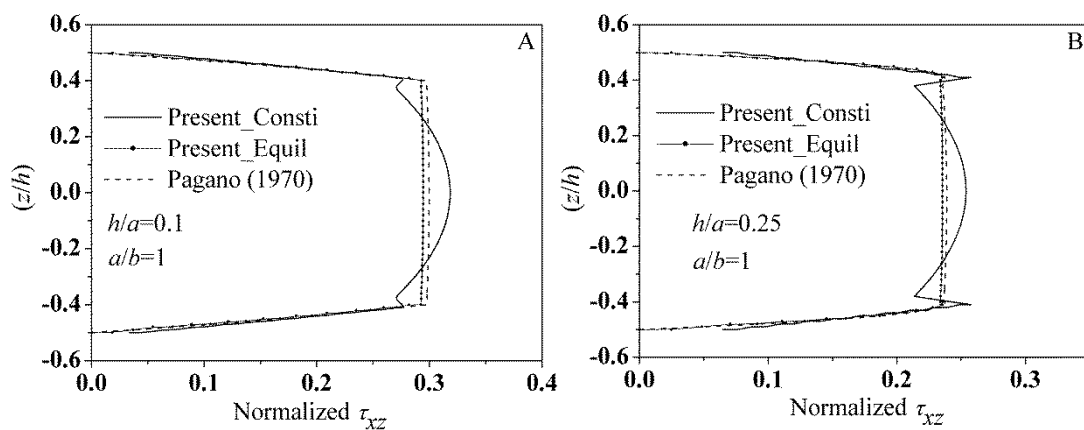 A
0.6
0.4
0.2
0.0
-0.2
-0.4
-0.6
(z/h)
Present_Consti
Present_Equil
Pagano (1970)
h/a=0.1
a/b=1
0.0 0.1 0.2 0.3 0.4
Normalized τxz
B
0.6
0.4
0.2
0.0
-0.2
-0.4
-0.6
(z/h)
Present_Consti
Present_Equil
Pagano (1970)
h/a=0.25
a/b=1
0.0 0.1 0.2 0.3
Normalized τxz